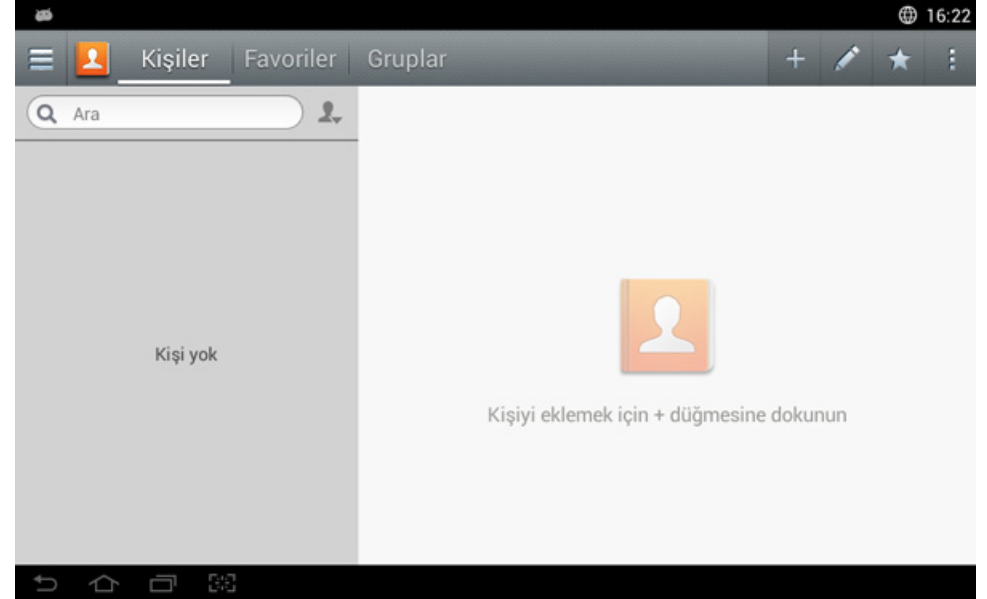 16:22
Kişiler Favoriler Gruplar
Ara
Kişi yok
Kişiyi eklemek için + düğmesine dokunun